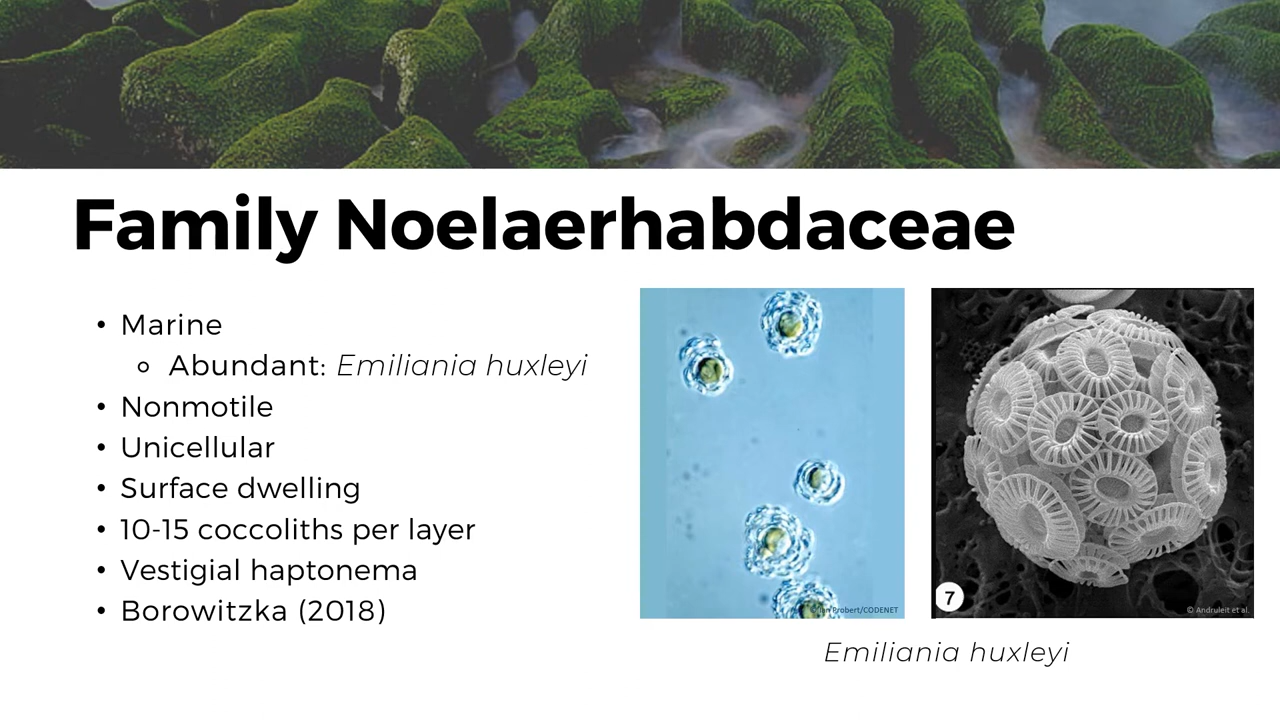 Family Noelaerhabdaceae
• Marine
◦ Abundant: Emiliania huxleyi
• Nonmotile
• Unicellular
• Surface dwelling
• 10-15 coccoliths per layer
• Vestigial haptonema
• Borowitzka (2018)
Probert/CODENET
7
© Andruleit et al.
Emiliania huxleyi